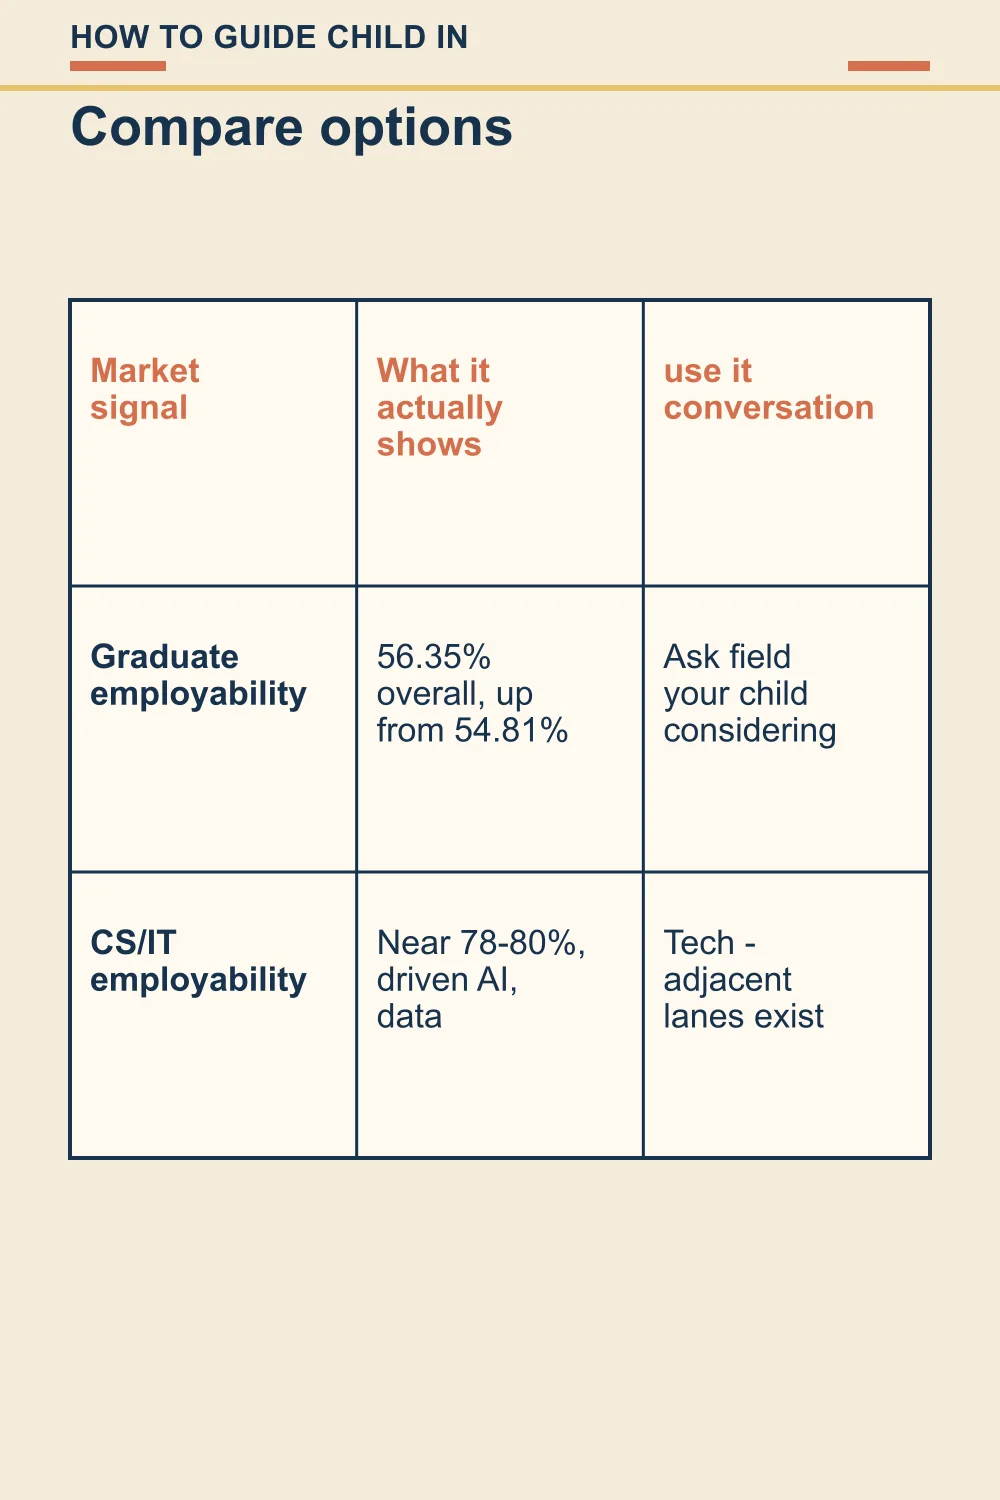 HOW TO GUIDE CHILD IN
Compare options
Market
signal
What it
actually
shows
use it
conversation
Graduate
employability
56.35%
overall, up
from 54.81%
Ask field
your child
considering
CS/IT
employability
Near 78-80%,
driven AI,
data
Tech -
adjacent
lanes exist